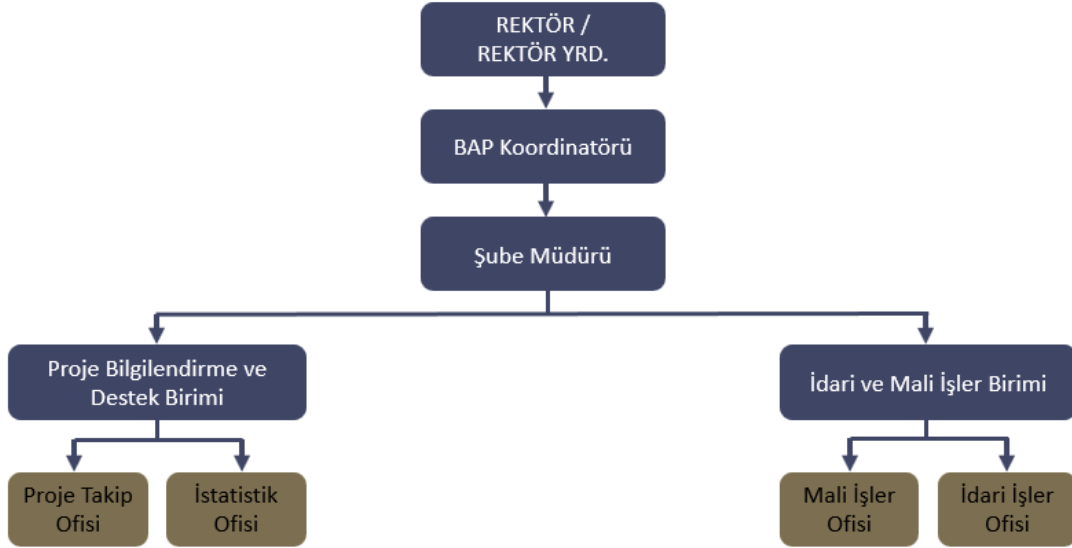 REKTÖR /
REKTÖR YRD.
BAP Koordinatörü
Şube Müdürü
Proje Bilgilendirme ve
Destek Birimi
İdari ve Mali İşler Birimi
Proje Takip
Ofisi
İstatistik
Ofisi
Mali İşler
Ofisi
İdari İşler
Ofisi